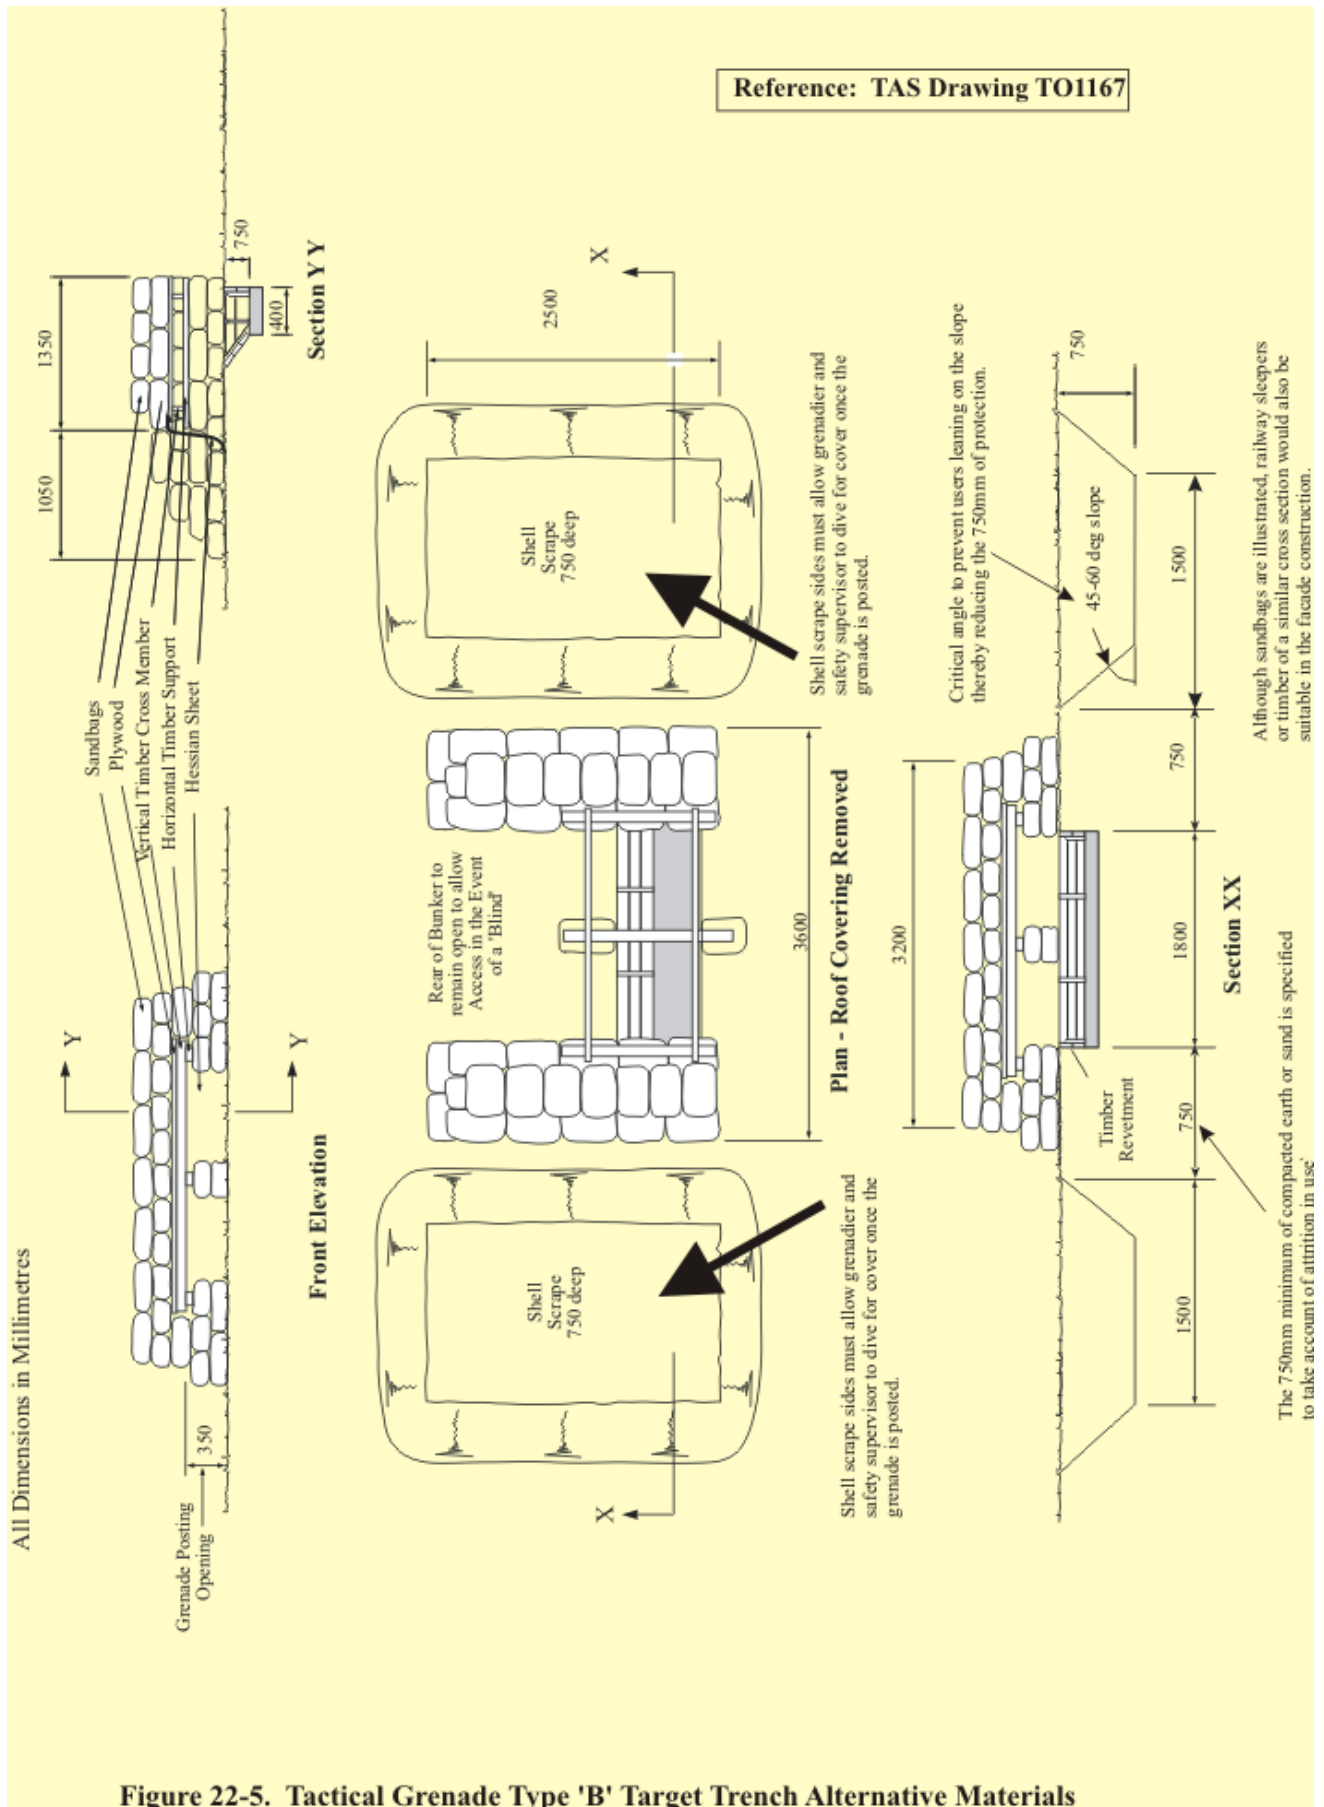 Reference: TAS Drawing TO1167
All Dimensions in Millimetres
Grenade Posting
Opening
350
Front Elevation
Y
Y
Sandbags
Plywood
Vertical Timber Cross Member
Horizontal Timber Support
Hessian Sheet
1050
1350
750
400
Section Y Y
X
X
Shell
Scrape
750 deep
Rear of Bunker to
remain open to allow
Access in the Event
of a 'Blind'
Shell
Scrape
750 deep
2500
3600
Plan - Roof Covering Removed
Shell scrape sides must allow grenadier and
safety supervisor to dive for cover once the
grenade is posted.
Shell scrape sides must allow grenadier and
safety supervisor to dive for cover once the
grenade is posted.
Critical angle to prevent users leaning on the slope
thereby reducing the 750mm of protection.
3200
750
45-60 deg slope
Timber
Revetment
1500
750
1800
750
1500
Section XX
The 750mm minimum of compacted earth or sand is specified
to take account of attrition in use`
Although sandbags are illustrated, railway sleepers
or timber of a similar cross section would also be
suitable in the facade construction.
Figure 22-5. Tactical Grenade Type 'B' Target Trench Alternative Materials